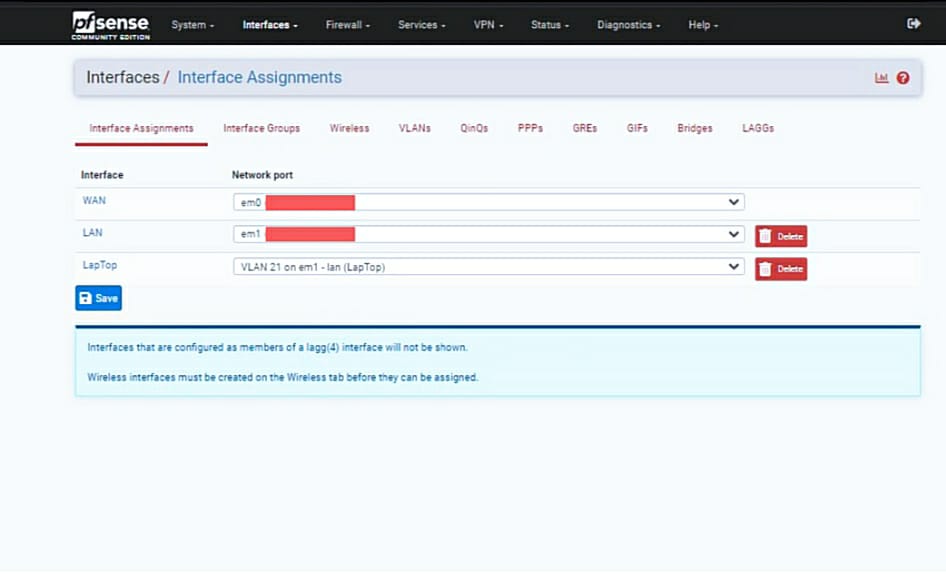 pfsense System Interfaces Firewall Services VPN Status Diagnostics Help
COMMUNITY EDITION
Interfaces / Interface Assignments
Interface Assignments Interface Groups Wireless VLANs QinQs PPPs GREs GIFs Bridges LAGGs
Interface Network port
WAN em0
LAN em1 Delete
LapTop VLAN 21 on em1 - lan (LapTop) Delete
Save
Interfaces that are configured as members of a lagg(4) interface will not be shown.
Wireless interfaces must be created on the Wireless tab before they can be assigned.